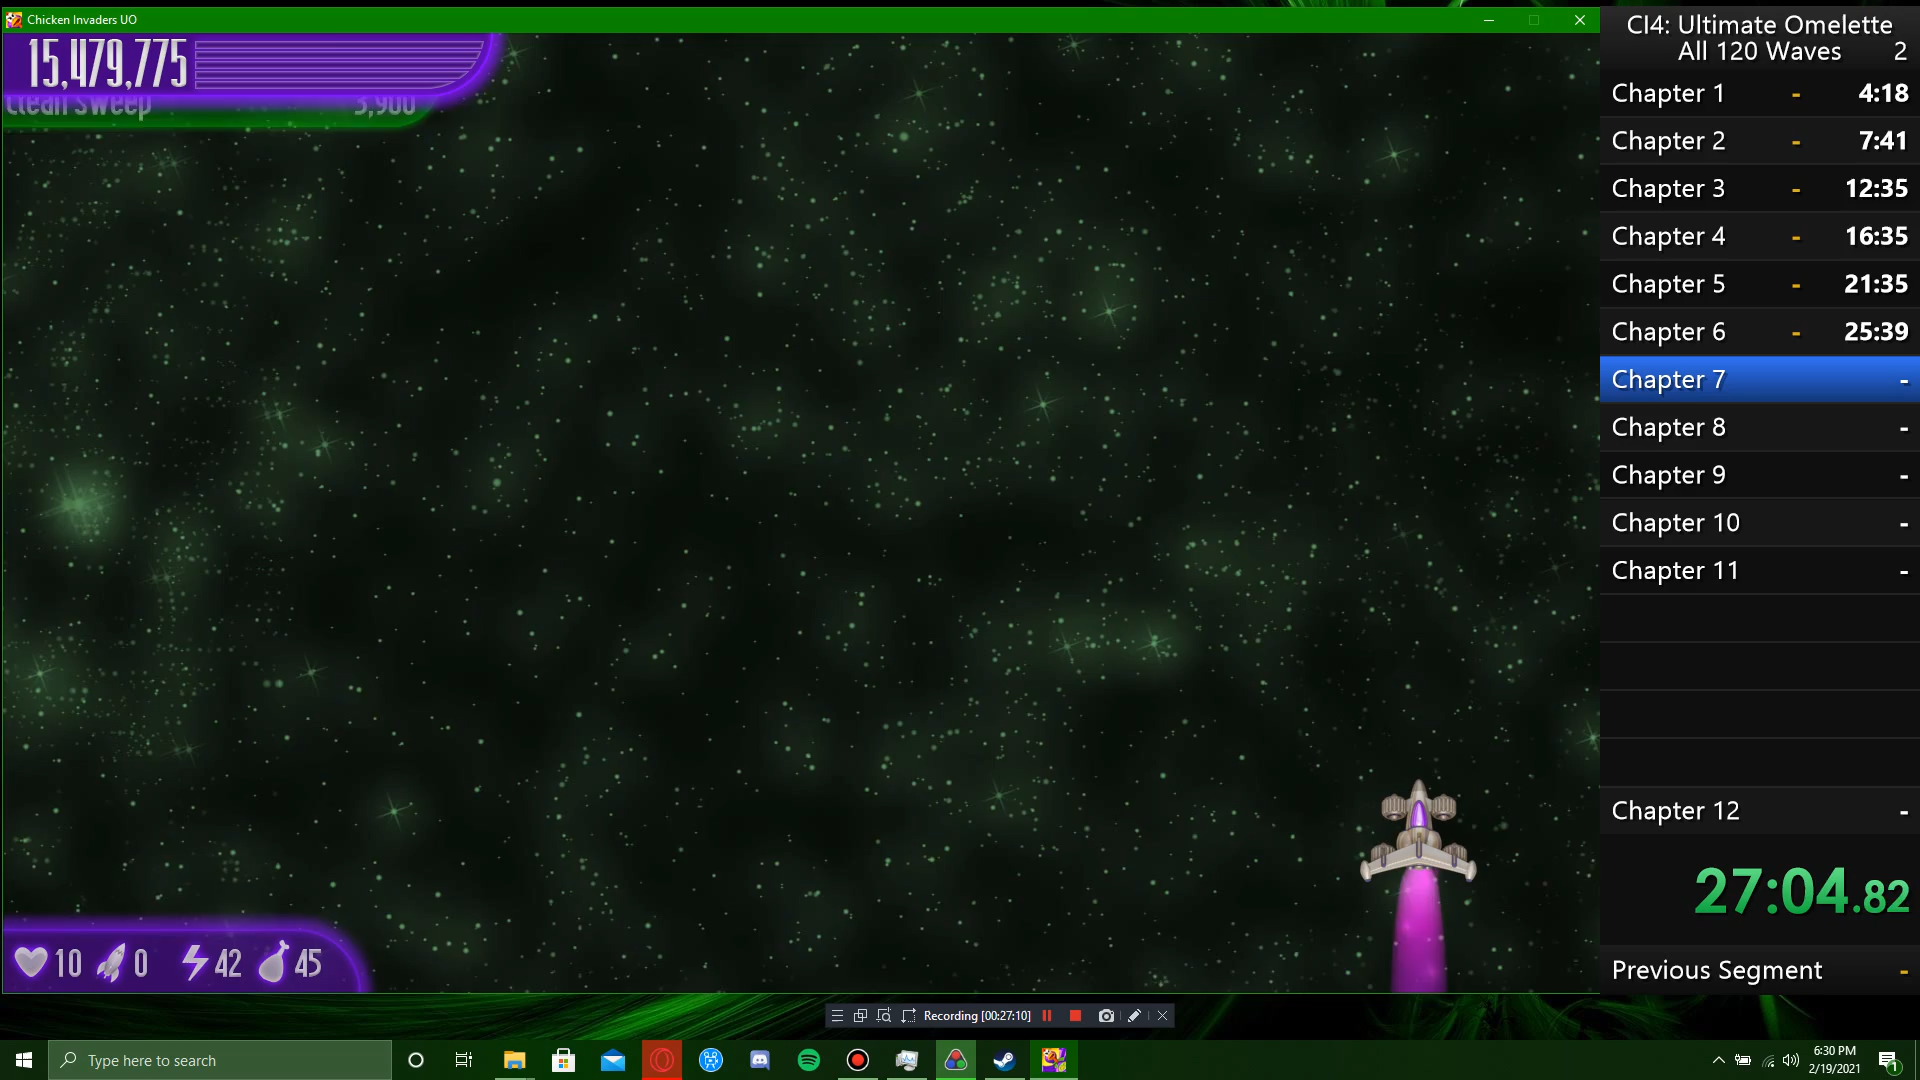 Chicken Invaders UO
15,479,775
Clean Sweep 3,900
10 0 42 45
CI4: Ultimate Omelette
All 120 Waves 2
Chapter 1 - 4:18
Chapter 2 - 7:41
Chapter 3 - 12:35
Chapter 4 - 16:35
Chapter 5 - 21:35
Chapter 6 - 25:39
Chapter 7 -
Chapter 8 -
Chapter 9 -
Chapter 10 -
Chapter 11 -
Chapter 12 -
27:04.82
Previous Segment -
Recording [00:27:10]
Type here to search
6:30 PM
2/19/2021
1